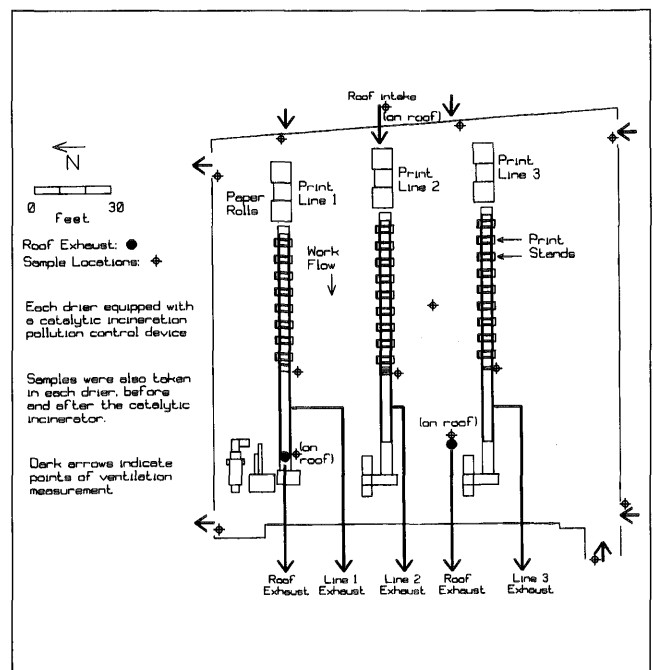 Roof intake
(on roof)
N
0 30
Feet
Roof Exhaust:
Sample Locations:
Each drier equipped with
a catalytic incineration
pollution control device
Samples were also taken
in each drier, before
and after the catalytic
incinerator.
Dark arrows indicate
points of ventilation
measurement
Paper
Rolls
Print
Line 1
Print
Line 2
Print
Line 3
Work
Flow
Print
Stands
(on
roof)
(on roof)
Roof
Exhaust
Line 1
Exhaust
Line 2
Exhaust
Roof
Exhaust
Line 3
Exhaust